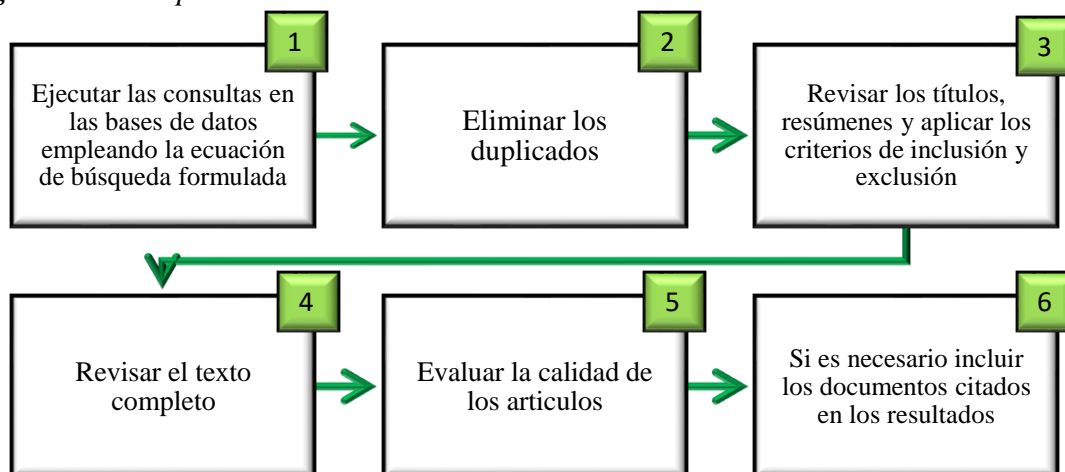 1
Ejecutar las consultas en
las bases de datos
empleando la ecuación
de búsqueda formulada
2
Eliminar los
duplicados
3
Revisar los títulos,
resúmenes y aplicar los
criterios de inclusión y
exclusión
4
Revisar el texto
completo
5
Evaluar la calidad de
los articulos
6
Si es necesario incluir
los documentos citados
en los resultados